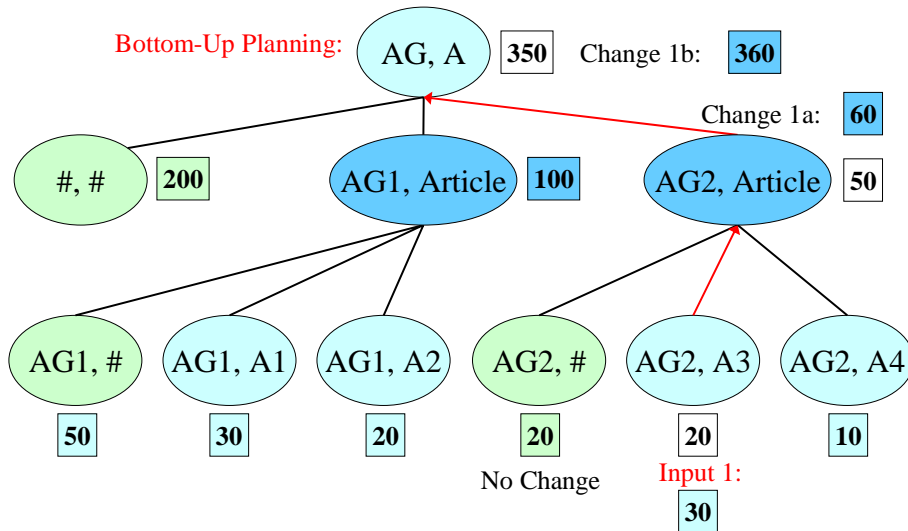 Bottom-Up Planning:
AG, A
350
Change 1b:
360
Change 1a:
60
#, #
200
AG1, Article
100
AG2, Article
50
AG1, #
AG1, A1
AG1, A2
AG2, #
AG2, A3
AG2, A4
50
30
20
20
20
10
No Change
Input 1:
30